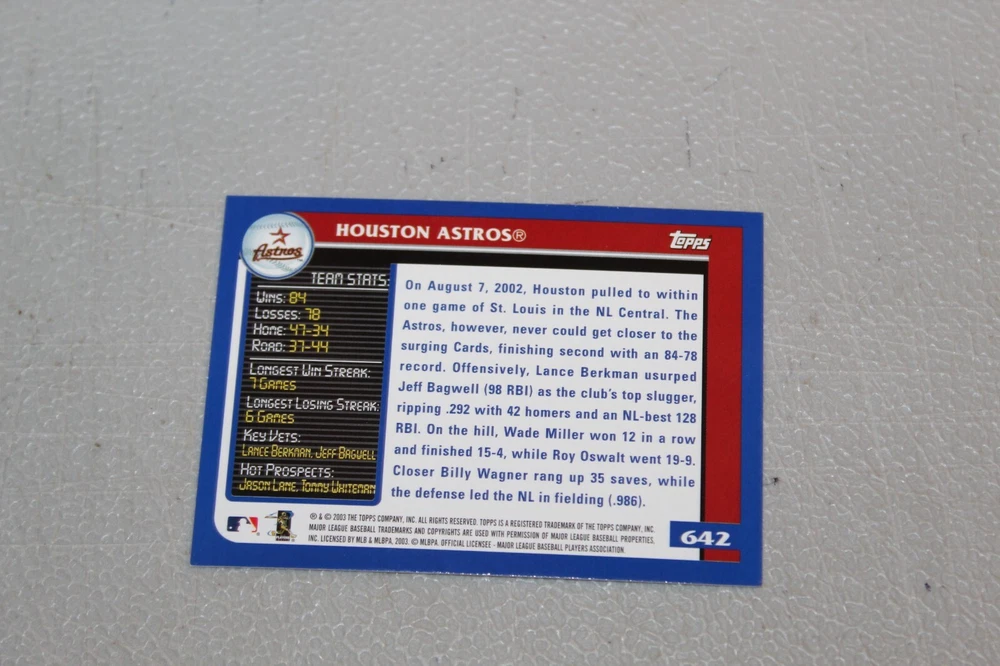 HOUSTON ASTROS®
Topps
Astros
TEAM STATS:
WINS: 84
LOSSES: 78
HOME: 47-34
ROAD: 37-44
LONGEST WIN STREAK:
7 GAMES
LONGEST LOSING STREAK:
6 GAMES
KEY VETS:
LANCE BERKMAN, JEFF BAGWELL
HOT PROSPECTS:
JASON LANE, TOMMY WHITEMAN
On August 7, 2002, Houston pulled to within
one game of St. Louis in the NL Central. The
Astros, however, never could get closer to the
surging Cards, finishing second with an 84-78
record. Offensively, Lance Berkman usurped
Jeff Bagwell (98 RBI) as the club's top slugger,
ripping .292 with 42 homers and an NL-best 128
RBI. On the hill, Wade Miller won 12 in a row
and finished 15-4, while Roy Oswalt went 19-9.
Closer Billy Wagner rang up 35 saves, while
the defense led the NL in fielding (.986).
® & © 2003 THE TOPPS COMPANY, INC. ALL RIGHTS RESERVED. TOPPS IS A REGISTERED TRADEMARK OF THE TOPPS COMPANY, INC.
MAJOR LEAGUE BASEBALL TRADEMARKS AND COPYRIGHTS ARE USED WITH PERMISSION OF MAJOR LEAGUE BASEBALL PROPERTIES,
INC. LICENSED BY MLB & MLBPA, 2003. © MLBPA. OFFICIAL LICENSEE - MAJOR LEAGUE BASEBALL PLAYERS ASSOCIATION.
642